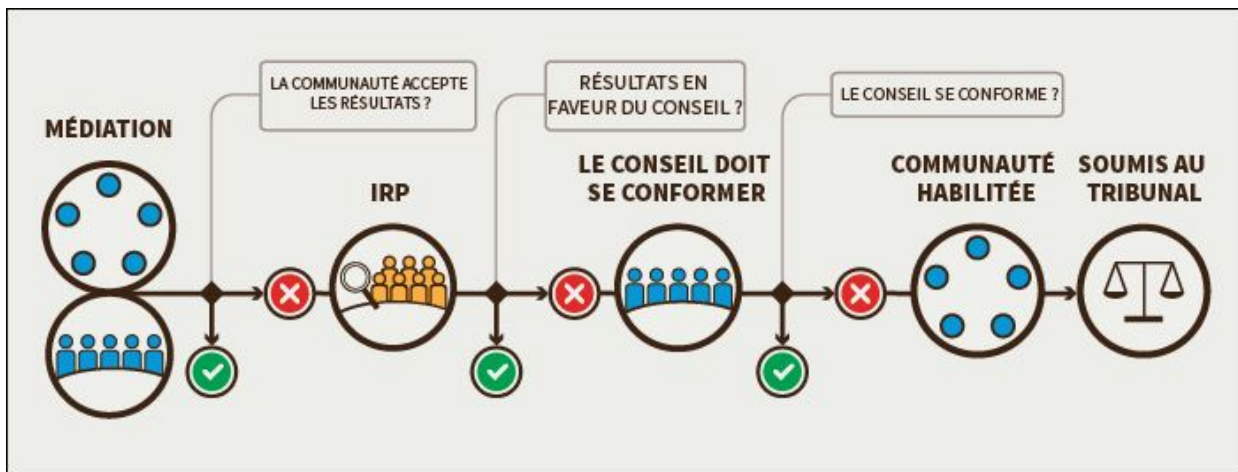 LA COMMUNAUTÉ ACCEPTE
LES RÉSULTATS ?
RÉSULTATS EN
FAVEUR DU CONSEIL ?
LE CONSEIL SE CONFORME ?
MÉDIATION
IRP
LE CONSEIL DOIT
SE CONFORMER
COMMUNAUTÉ
HABILITÉE
SOUMIS AU
TRIBUNAL